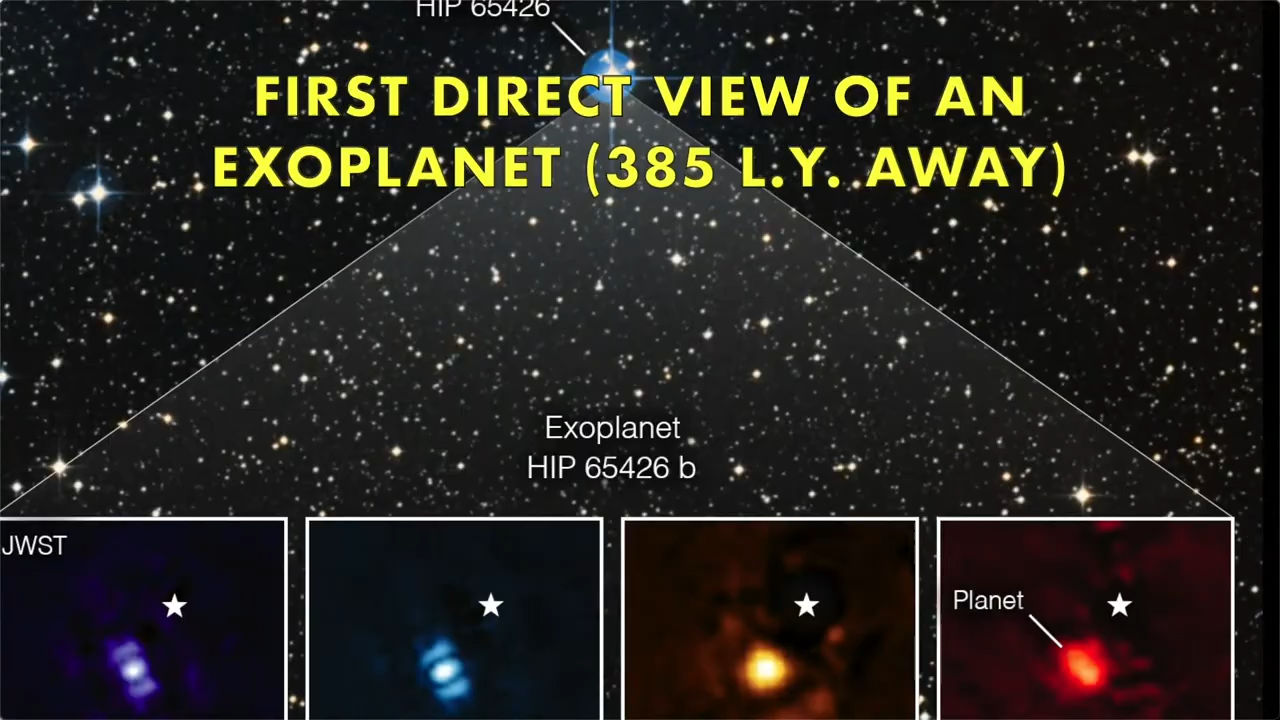 HIP 65426
FIRST DIRECT VIEW OF AN
EXOPLANET (385 L.Y. AWAY)
Exoplanet
HIP 65426 b
JWST
Planet